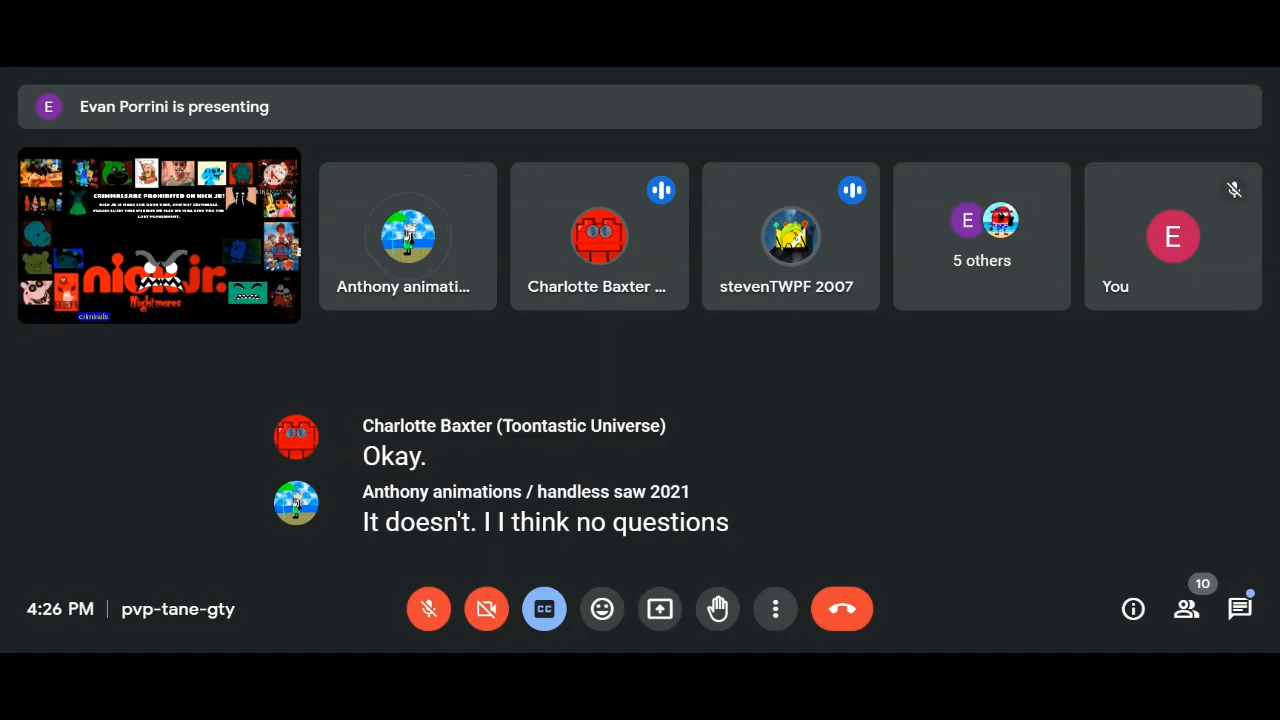 E
Evan Porrini is presenting
CRIMINALS ARE PROHIBITED ON NICK JR!
nick jr.
Nightmares
criminals
Anthony animati...
Charlotte Baxter ...
stevenTWPF 2007
E
5 others
E
You
Charlotte Baxter (Toontastic Universe)
Okay.
Anthony animations / handless saw 2021
It doesn't. I I think no questions
4:26 PM | pvp-tane-gty
CC
10